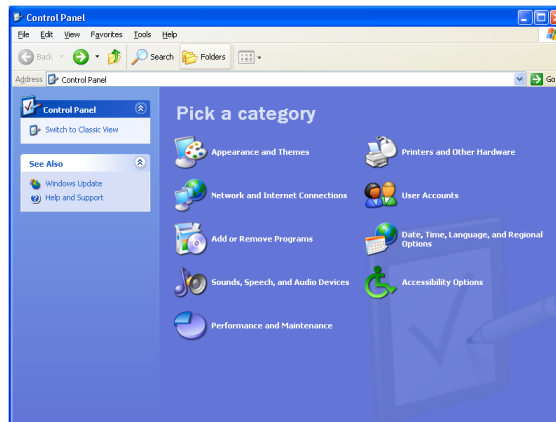 Control Panel
File Edit View Favorites Tools Help
Back Search Folders
Address Control Panel Go
Control Panel
Switch to Classic View
See Also
Windows Update
Help and Support
Pick a category
Appearance and Themes
Printers and Other Hardware
Network and Internet Connections
User Accounts
Add or Remove Programs
Date, Time, Language, and Regional
Options
Sounds, Speech, and Audio Devices
Accessibility Options
Performance and Maintenance